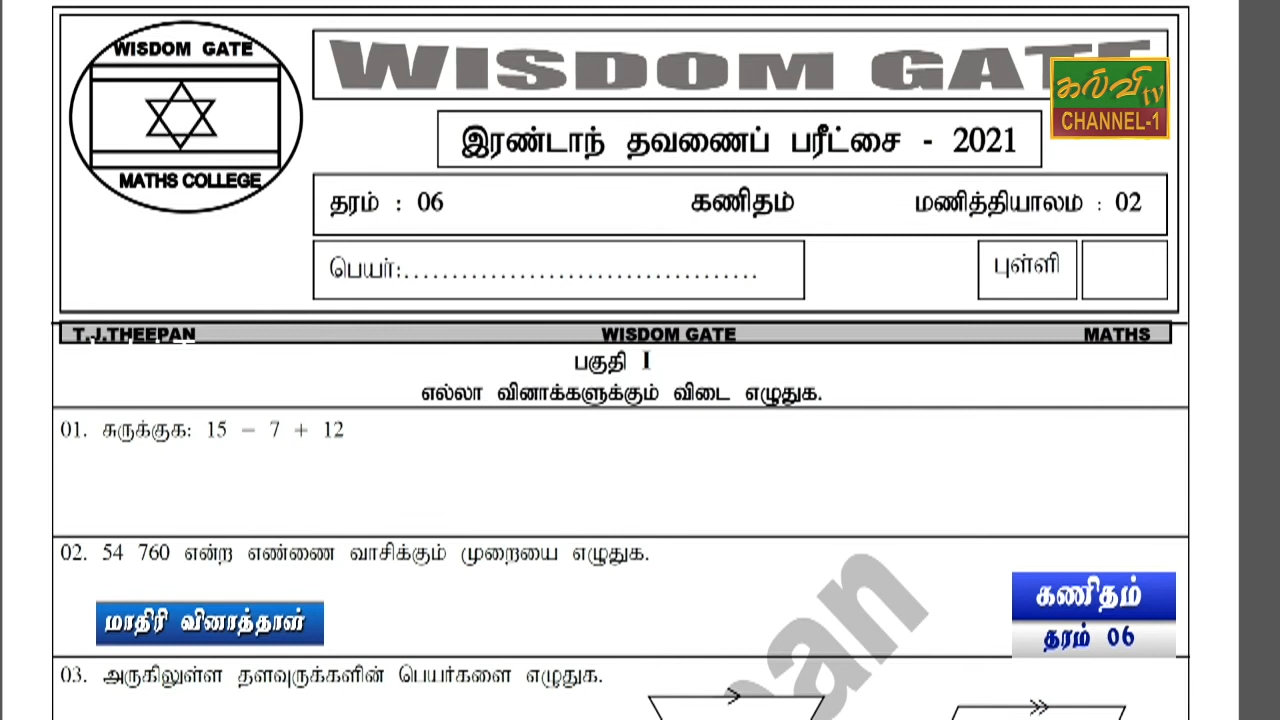 WISDOM GATE
MATHS COLLEGE
WISDOM GATE
கல்வி tv
CHANNEL-1
இரண்டாந் தவணைப் பரீட்சை - 2021
தரம் : 06 கணிதம் மணித்தியாலம் : 02
பெயர்:.....................................
புள்ளி
T.J.THEEPAN WISDOM GATE MATHS
பகுதி I
எல்லா வினாக்களுக்கும் விடை எழுதுக.
01. சுருக்குக: 15 − 7 + 12
02. 54 760 என்ற எண்ணை வாசிக்கும் முறையை எழுதுக.
மாதிரி வினாத்தாள்
கணிதம்
தரம் 06
03. அருகிலுள்ள தளவுருக்களின் பெயர்களை எழுதுக.